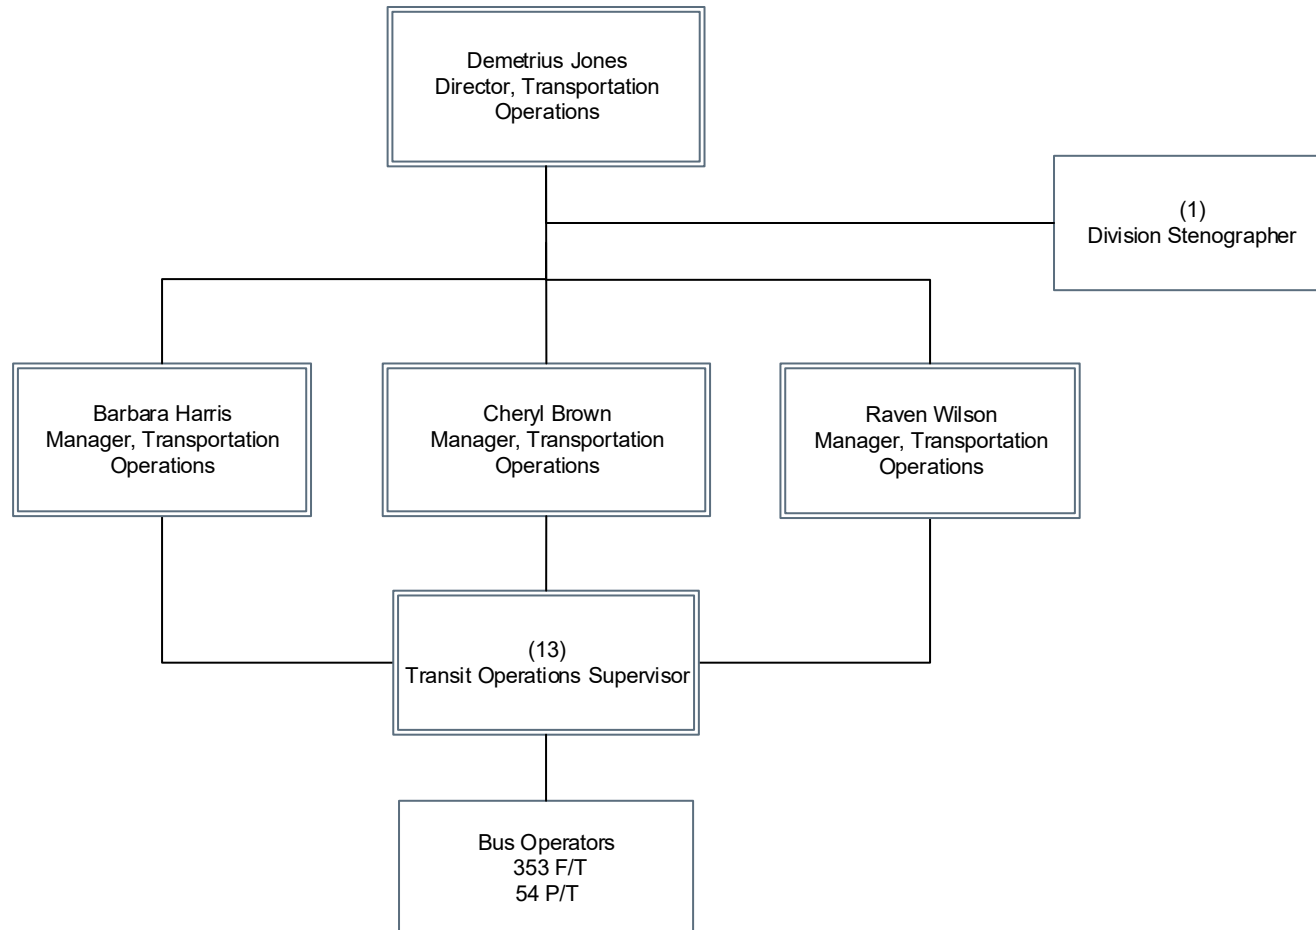 Demetrius Jones
Director, Transportation
Operations
(1)
Division Stenographer
Barbara Harris
Manager, Transportation
Operations
Cheryl Brown
Manager, Transportation
Operations
Raven Wilson
Manager, Transportation
Operations
(13)
Transit Operations Supervisor
Bus Operators
353 F/T
54 P/T